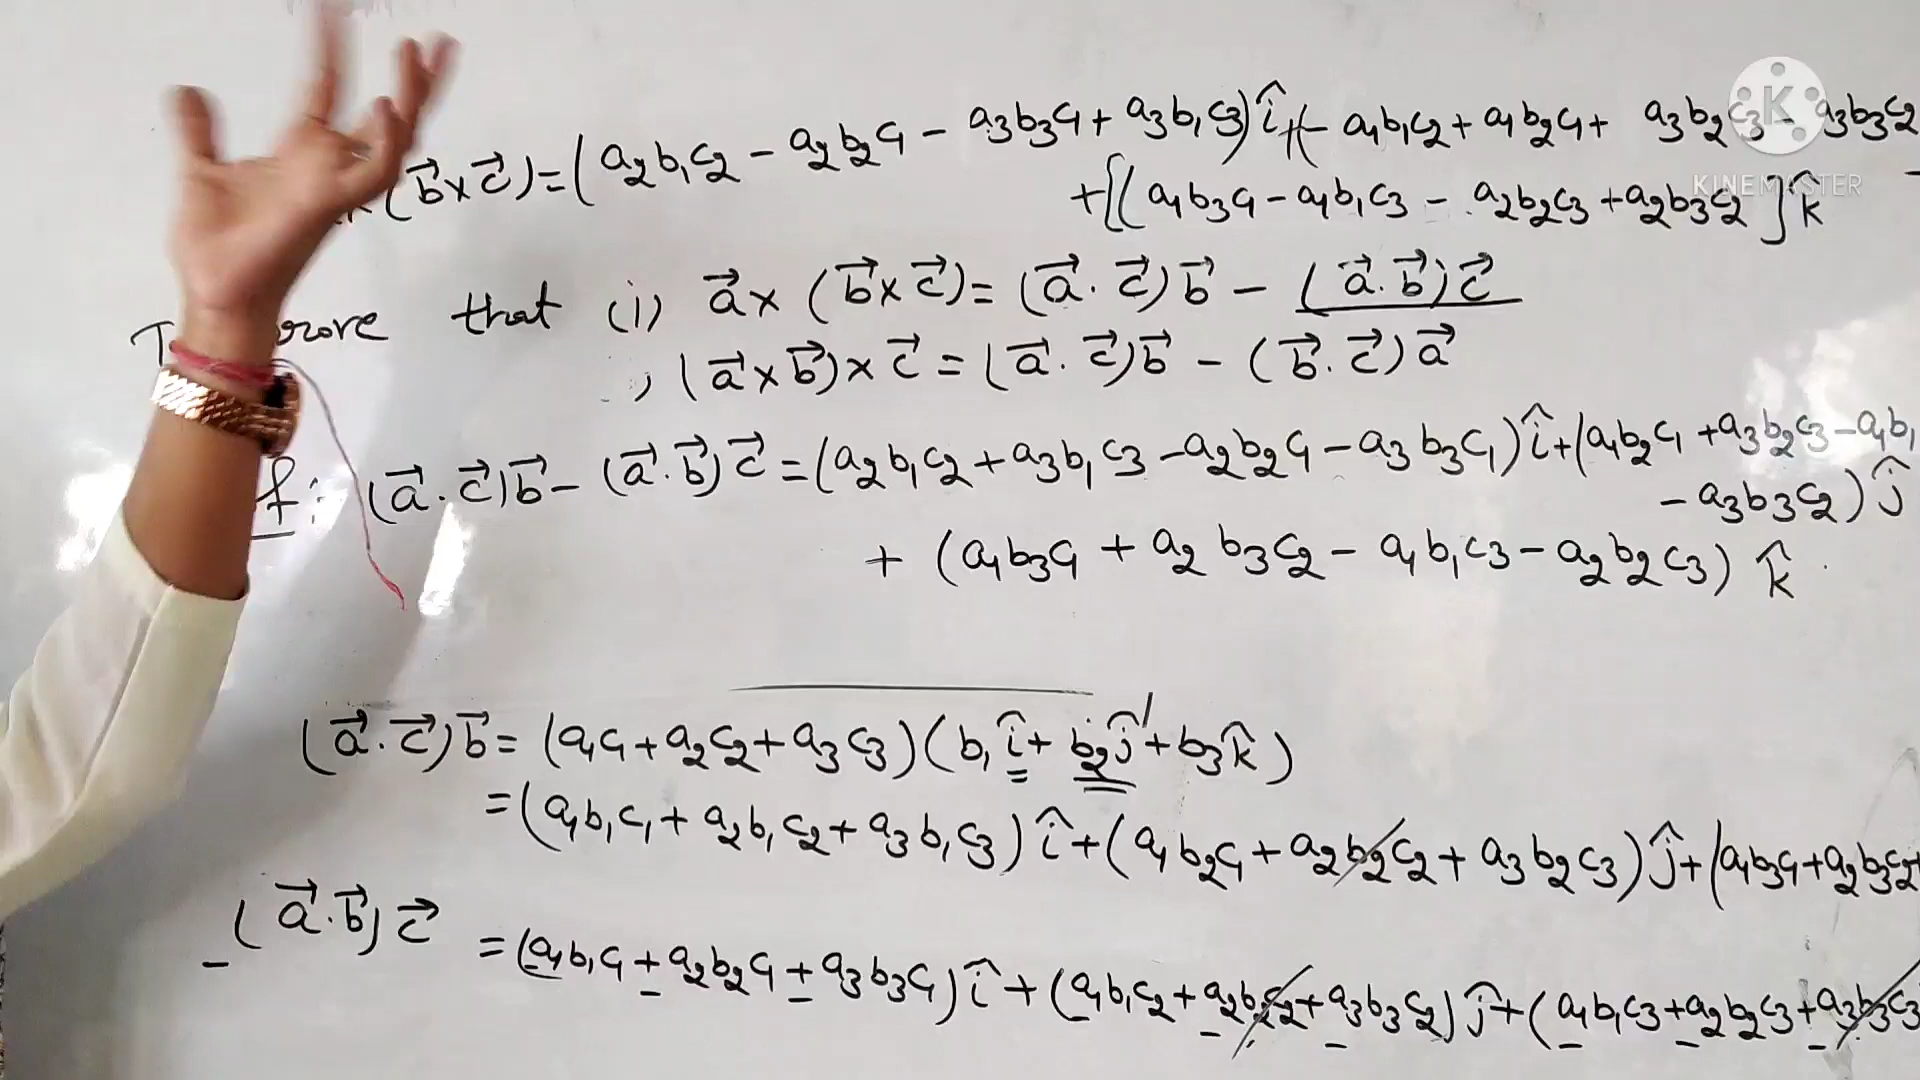 (b⃗×c⃗)=(a₂b₁c₂ - a₂b₂c₁ - a₃b₃c₁ + a₃b₁c₃)î+(- a₁b₁c₂ + a₁b₂c₁ + a₃b₂c₃ - a₃b₃c₂
+[(a₁b₃c₁ - a₁b₁c₃ - a₂b₂c₃ + a₂b₃c₂]k̂
KINEMASTER
that (i) a⃗×(b⃗×c⃗)=(a⃗.c⃗)b⃗ - (a⃗.b⃗)c⃗
, (a⃗×b⃗)×c⃗ = (a⃗.c⃗)b⃗ - (b⃗.c⃗)a⃗
f: (a⃗.c⃗)b⃗ - (a⃗.b⃗)c⃗ = (a₂b₁c₂ + a₃b₁c₃ - a₂b₂c₁ - a₃b₃c₁)î+(a₁b₂c₁ + a₃b₂c₃ - a₁b₁
- a₃b₃c₂)ĵ
+ (a₁b₃c₁ + a₂b₃c₂ - a₁b₁c₃ - a₂b₂c₃) k̂
(a⃗.c⃗)b⃗ = (a₁c₁ + a₂c₂ + a₃c₃)(b₁î + b₂ĵ + b₃k̂)
=(a₁b₁c₁ + a₂b₁c₂ + a₃b₁c₃)î+(a₁b₂c₁ + a₂b₂c₂ + a₃b₂c₃)ĵ+(a₁b₃c₁+a₂b₃c₂+
-(a⃗.b⃗)c⃗ =(a₁b₁c₁ + a₂b₂c₁ + a₃b₃c₁)î + (a₁b₁c₂ + a₂b₂c₂ + a₃b₃c₂)ĵ+(a₁b₁c₃+a₂b₂c₃+a₃b₃c₃